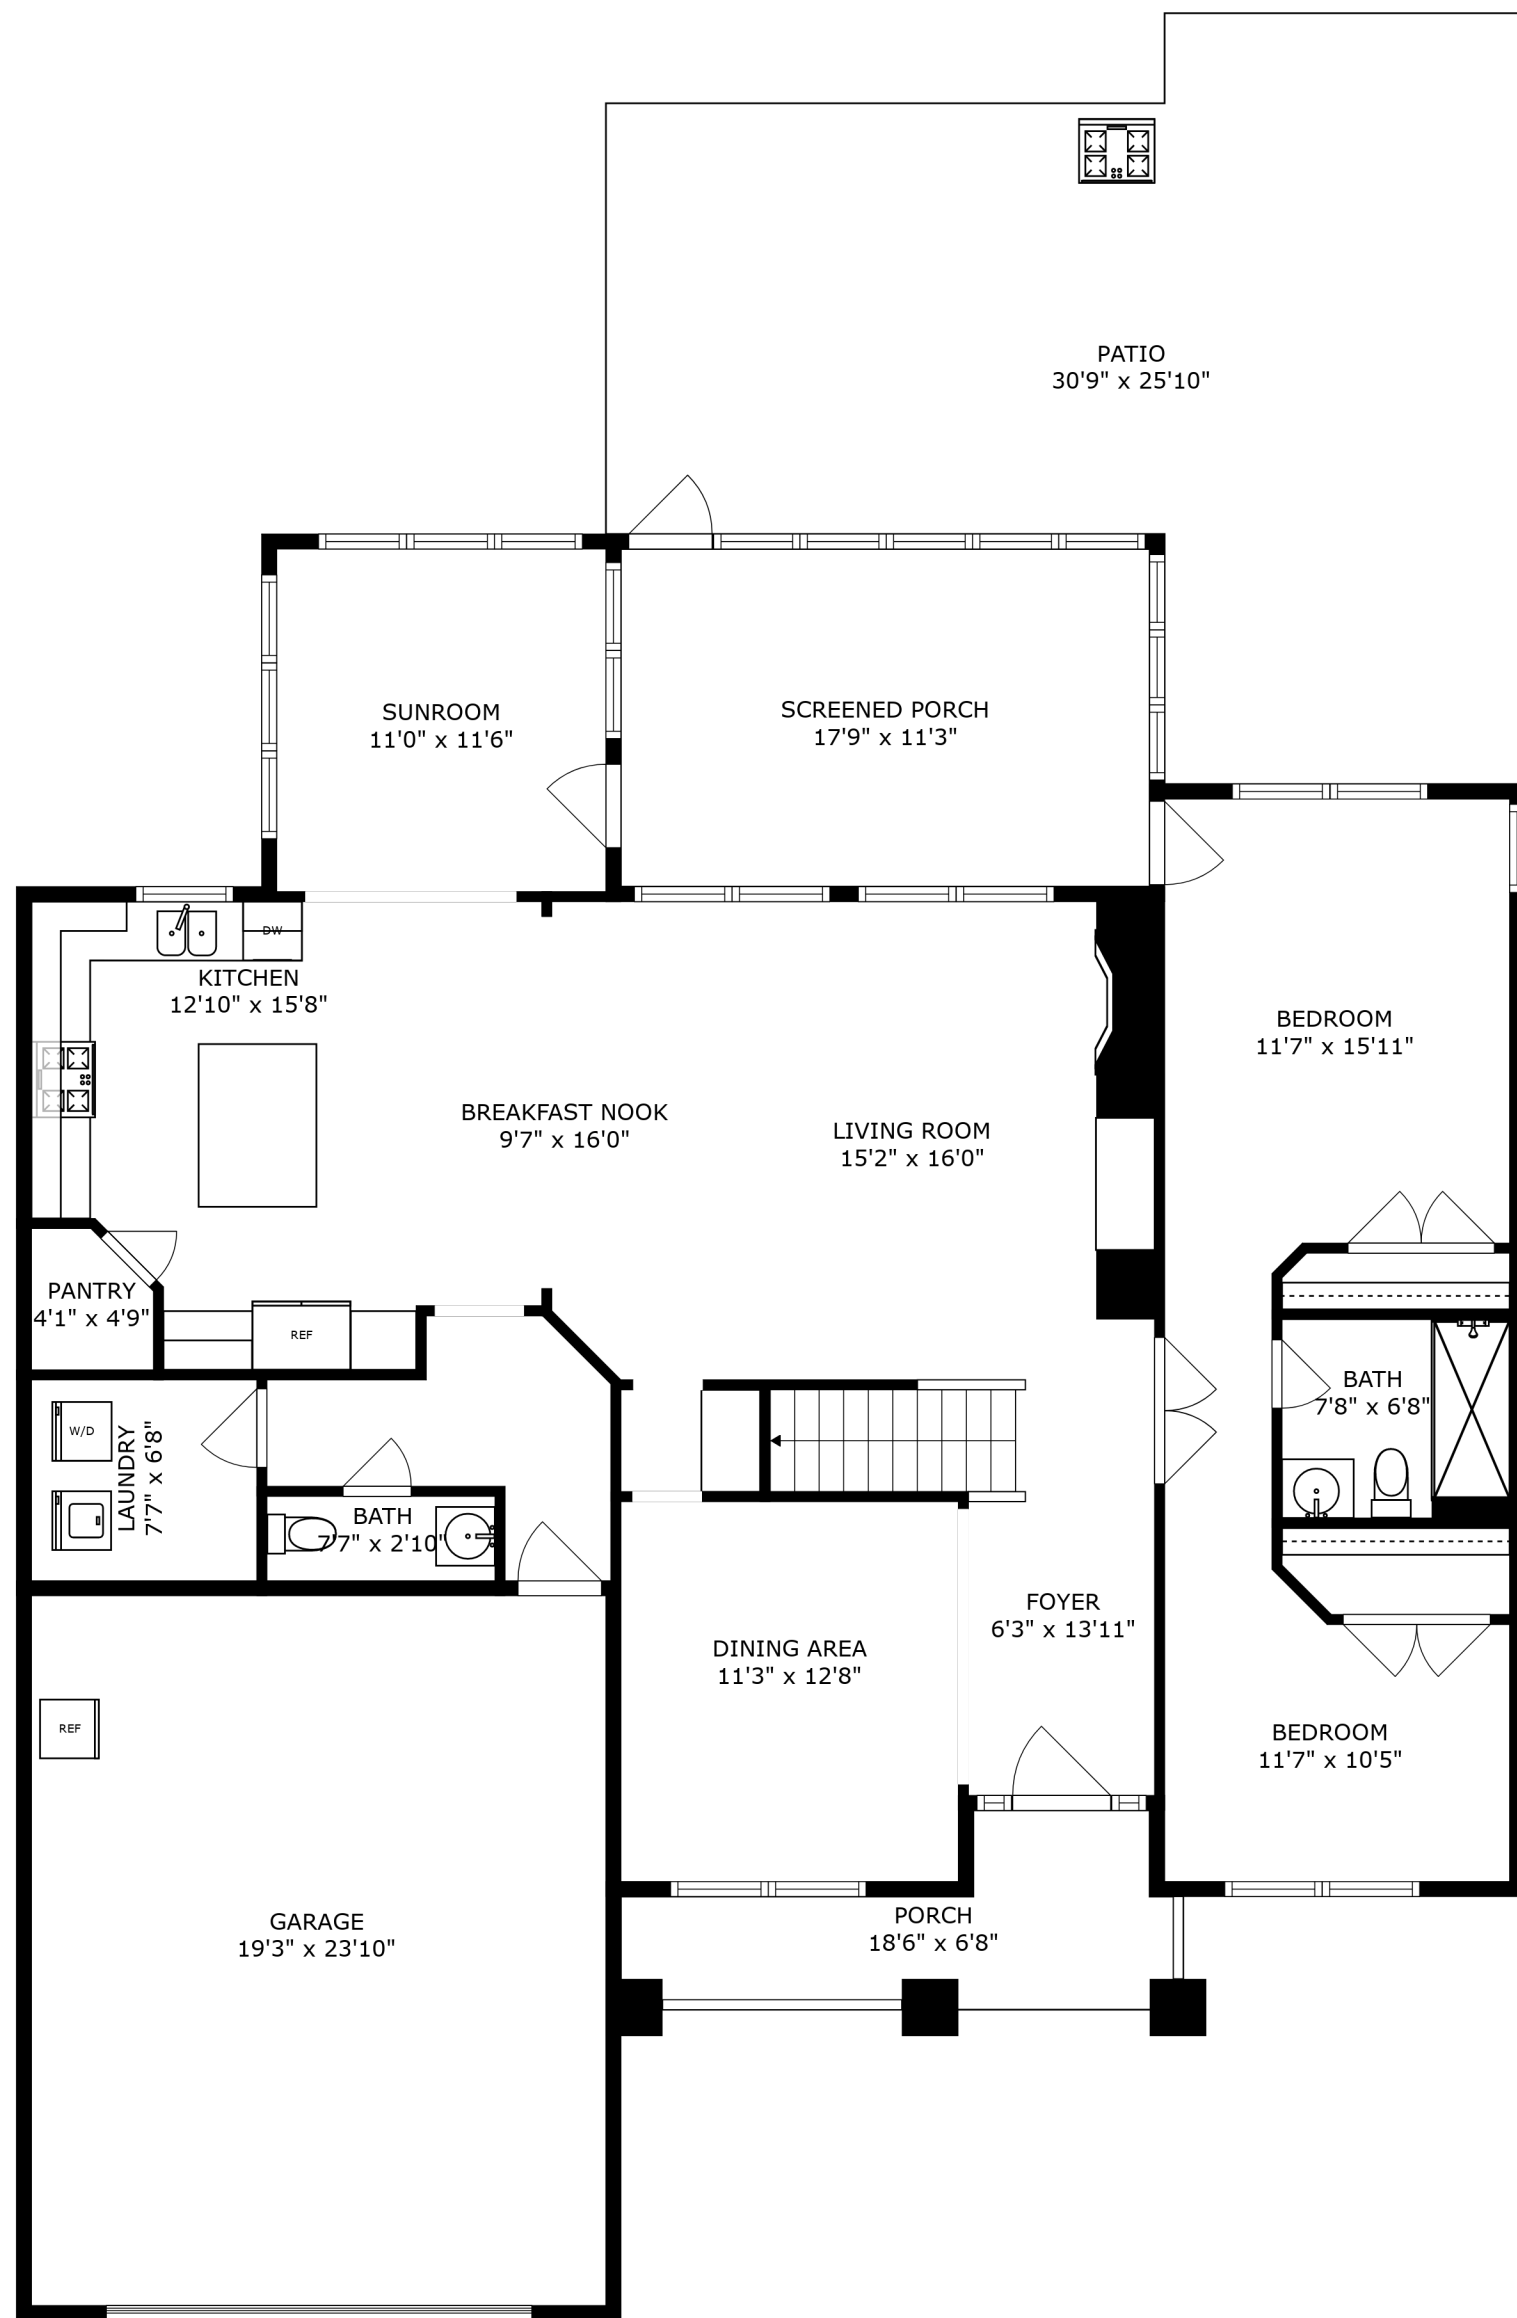 PATIO
30'9" x 25'10"
SUNROOM
11'0" x 11'6"
SCREENED PORCH
17'9" x 11'3"
DW
KITCHEN
12'10" x 15'8"
BEDROOM
11'7" x 15'11"
BREAKFAST NOOK
9'7" x 16'0"
LIVING ROOM
15'2" x 16'0"
PANTRY
4'1" x 4'9"
REF
BATH
7'8" x 6'8"
W/D
LAUNDRY
7'7" x 6'8"
BATH
7'7" x 2'10"
FOYER
6'3" x 13'11"
DINING AREA
11'3" x 12'8"
REF
BEDROOM
11'7" x 10'5"
GARAGE
19'3" x 23'10"
PORCH
18'6" x 6'8"